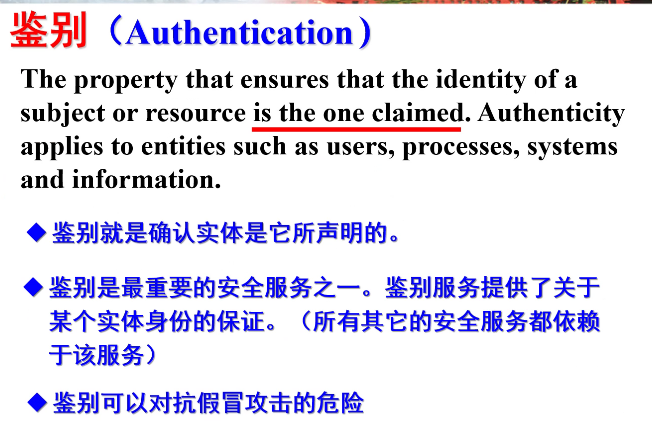 鉴别（Authentication）
The property that ensures that the identity of a
subject or resource is the one claimed. Authenticity
applies to entities such as users, processes, systems
and information.
◆ 鉴别就是确认实体是它所声明的。
◆ 鉴别是最重要的安全服务之一。鉴别服务提供了关于
某个实体身份的保证。（所有其它的安全服务都依赖
于该服务）
◆ 鉴别可以对抗假冒攻击的危险